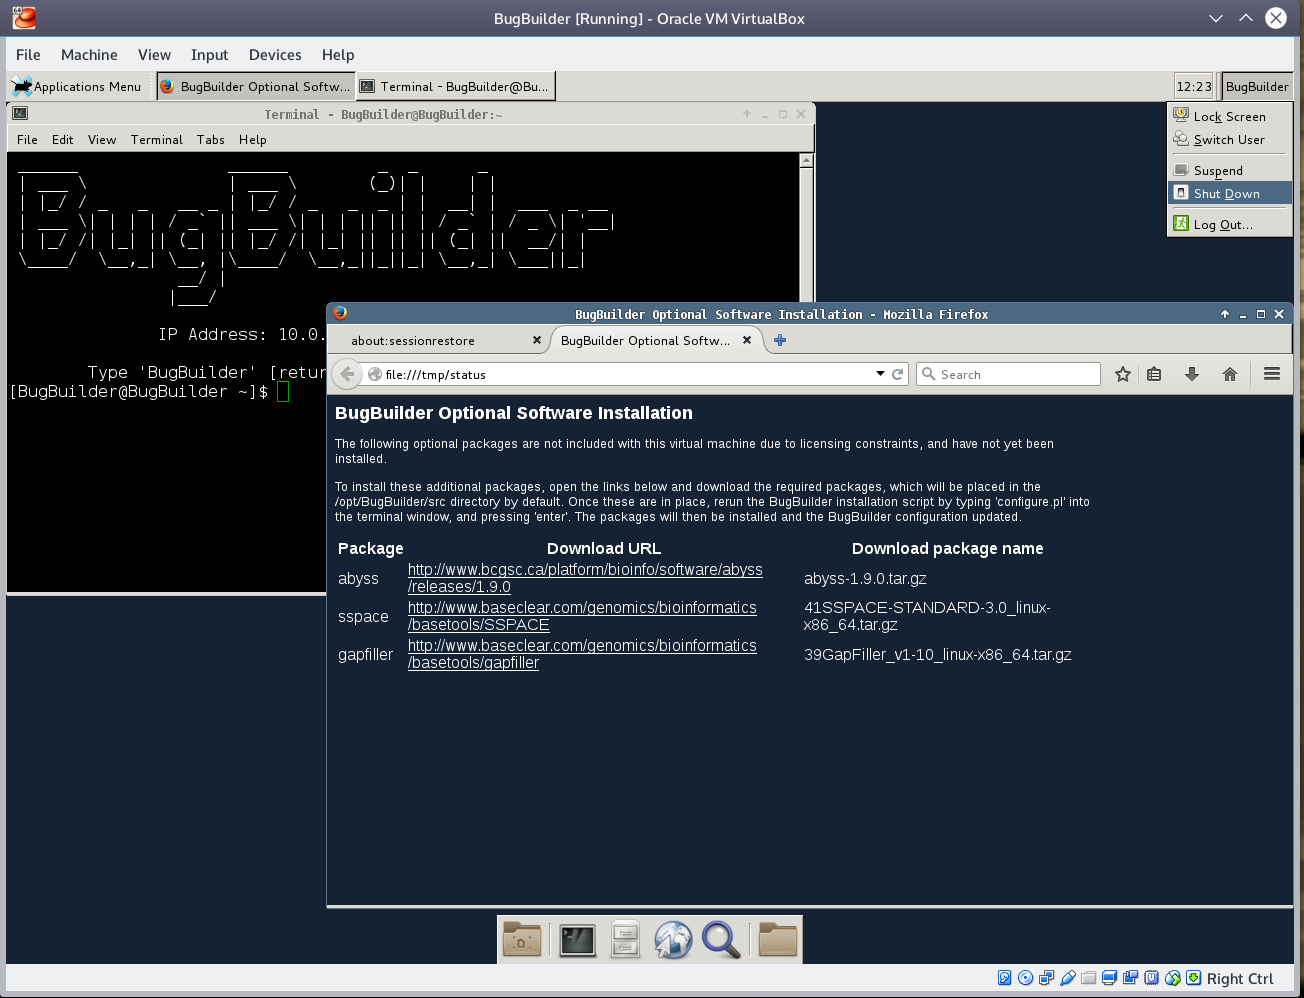 BugBuilder [Running] - Oracle VM VirtualBox
File Machine View Input Devices Help
Applications Menu
BugBuilder Optional Softw...
Terminal - BugBuilder@Bu...
12:23
BugBuilder
Lock Screen
Switch User
Suspend
Shut Down
Log Out...
Terminal - BugBuilder@BugBuilder:~
File Edit View Terminal Tabs Help
BugBuilder
IP Address: 10.0.
Type 'BugBuilder' [retur
[BugBuilder@BugBuilder ~]$
BugBuilder Optional Software Installation - Mozilla Firefox
about:sessionrestore
BugBuilder Optional Softw...
file:///tmp/status
Search
BugBuilder Optional Software Installation
The following optional packages are not included with this virtual machine due to licensing constraints, and have not yet been
installed.
To install these additional packages, open the links below and download the required packages, which will be placed in the
/opt/BugBuilder/src directory by default. Once these are in place, rerun the BugBuilder installation script by typing 'configure.pl' into
the terminal window, and pressing 'enter'. The packages will then be installed and the BugBuilder configuration updated.
Package Download URL Download package name
abyss http://www.bcgsc.ca/platform/bioinfo/software/abyss
/releases/1.9.0 abyss-1.9.0.tar.gz
sspace http://www.baseclear.com/genomics/bioinformatics
/basetools/SSPACE 41SSPACE-STANDARD-3.0_linux-
x86_64.tar.gz
gapfiller http://www.baseclear.com/genomics/bioinformatics
/basetools/gapfiller 39GapFiller_v1-10_linux-x86_64.tar.gz
Right Ctrl